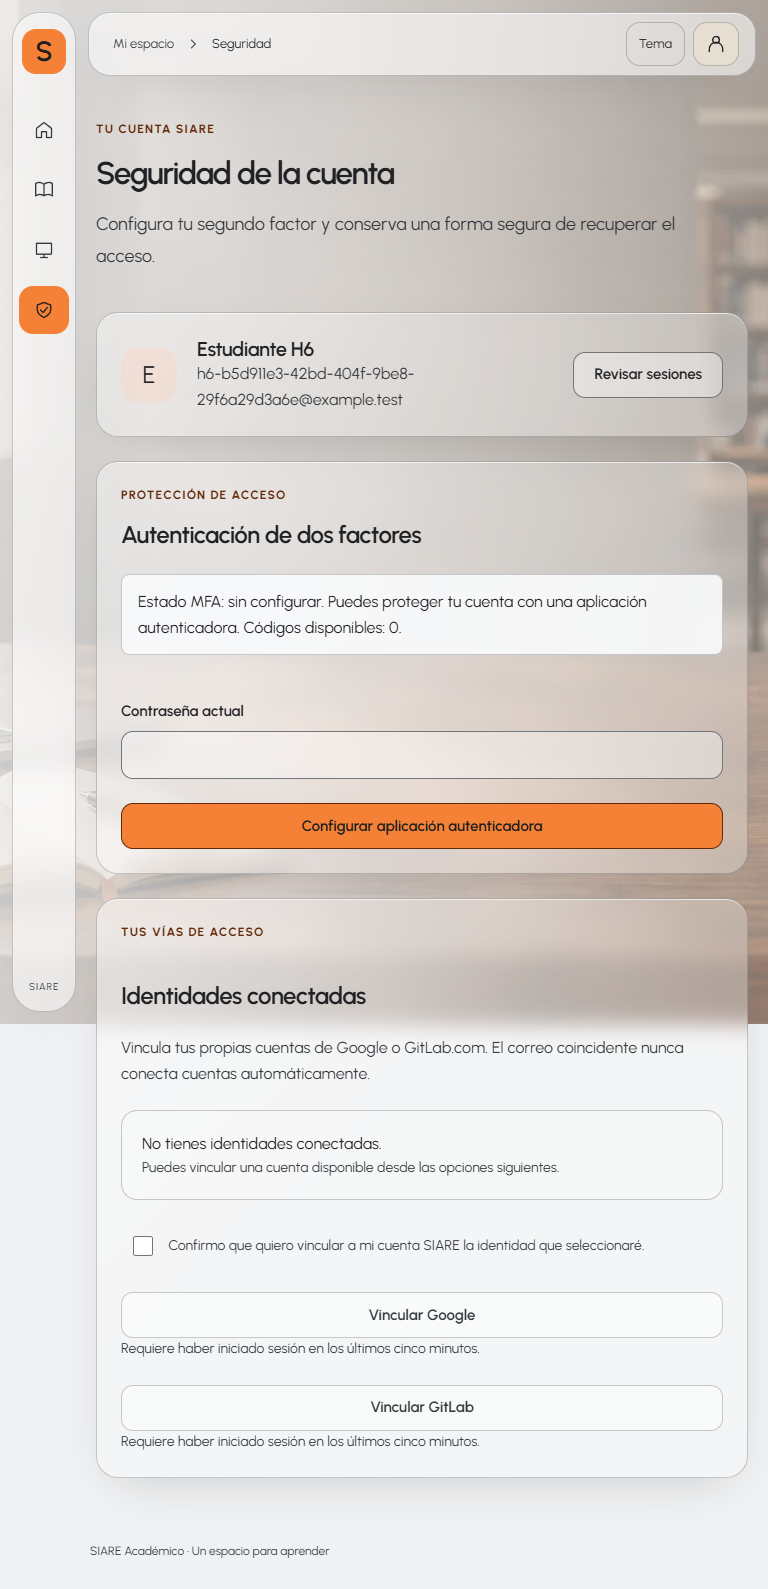 S
Mi espacio > Seguridad
Tema
TU CUENTA SIARE
Seguridad de la cuenta
Configura tu segundo factor y conserva una forma segura de recuperar el
acceso.
E
Estudiante H6
h6-b5d911e3-42bd-404f-9be8-
29f6a29d3a6e@example.test
Revisar sesiones
PROTECCIÓN DE ACCESO
Autenticación de dos factores
Estado MFA: sin configurar. Puedes proteger tu cuenta con una aplicación
autenticadora. Códigos disponibles: 0.
Contraseña actual
Configurar aplicación autenticadora
TUS VÍAS DE ACCESO
SIARE
Identidades conectadas
Vincula tus propias cuentas de Google o GitLab.com. El correo coincidente nunca
conecta cuentas automáticamente.
No tienes identidades conectadas.
Puedes vincular una cuenta disponible desde las opciones siguientes.
Confirmo que quiero vincular a mi cuenta SIARE la identidad que seleccionaré.
Vincular Google
Requiere haber iniciado sesión en los últimos cinco minutos.
Vincular GitLab
Requiere haber iniciado sesión en los últimos cinco minutos.
SIARE Académico · Un espacio para aprender